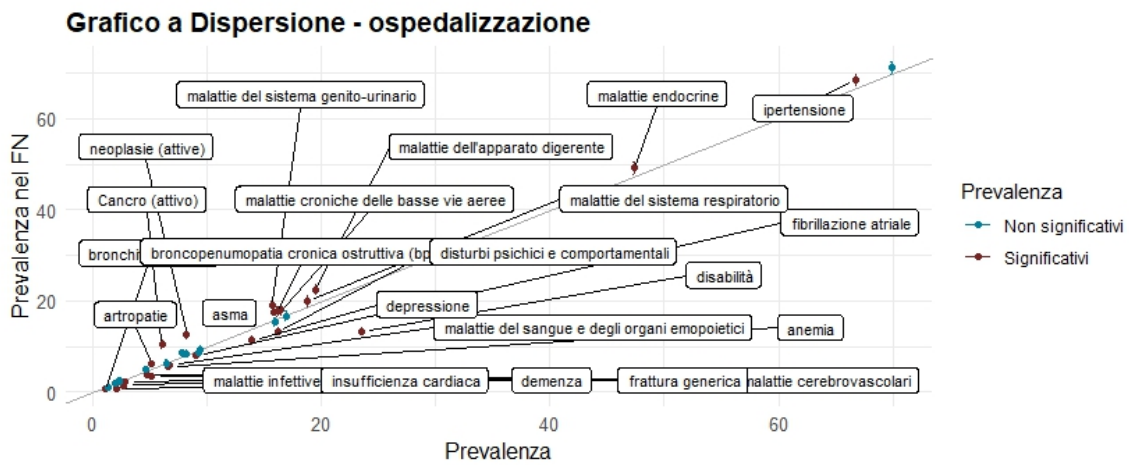 Grafico a Dispersione - ospedalizzazione
malattie del sistema genito-urinario
malattie endocrine
ipertensione
60
neoplasie (attive)
malattie dell'apparato digerente
Prevalenza nel FN
Prevalenza
Cancro (attivo)
malattie croniche delle basse vie aeree
malattie del sistema respiratorio
40
fibrillazione atriale
Non significativi
bronchi
broncopenumopatia cronica ostruttiva (bp
disturbi psichici e comportamentali
Significativi
disabilità
20
artropatie
asma
depressione
malattie del sangue e degli organi emopoietici
anemia
malattie infettive
insufficienza cardiaca
demenza
frattura generica
malattie cerebrovascolari
0
0
20
40
60
Prevalenza